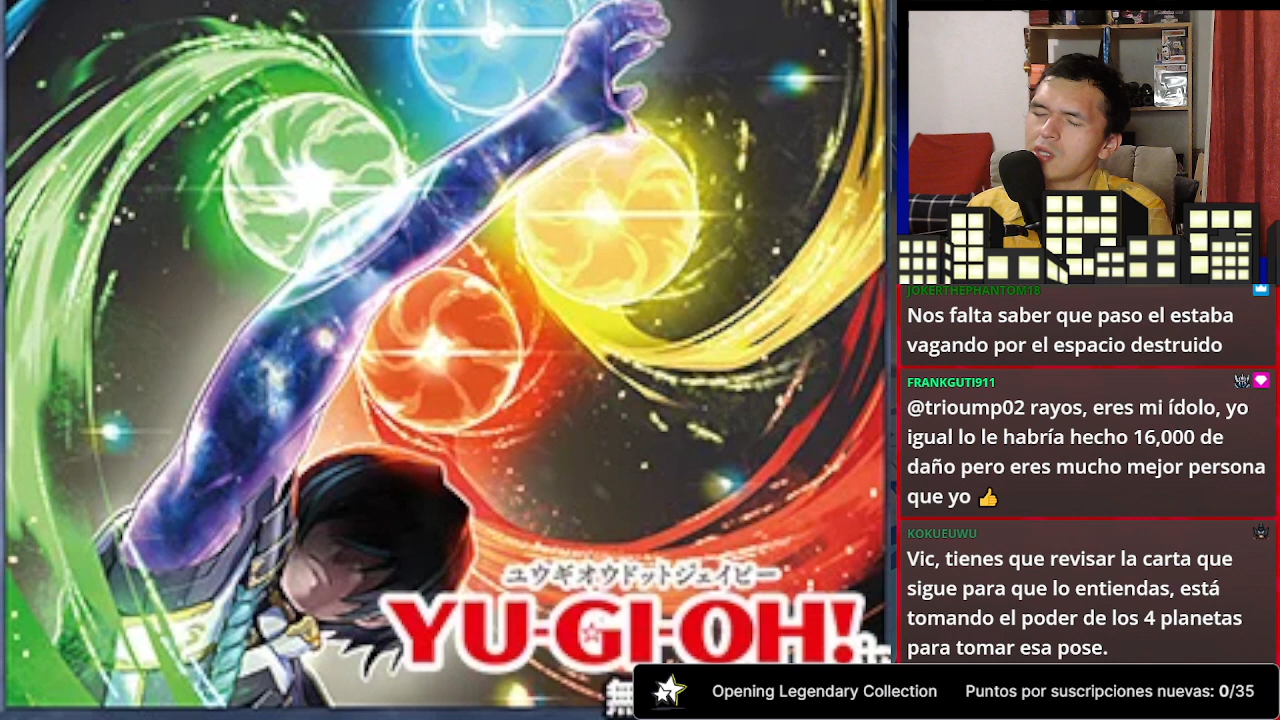 ユウギオウドットジェイピー
YU-GI-OH!
無
JOKERTHEPHANTOM18
Nos falta saber que paso el estaba
vagando por el espacio destruido
FRANKGUTI911
@trioump02 rayos, eres mi ídolo, yo
igual lo le habría hecho 16,000 de
daño pero eres mucho mejor persona
que yo 👍
KOKUEUWU
Vic, tienes que revisar la carta que
sigue para que lo entiendas, está
tomando el poder de los 4 planetas
para tomar esa pose.
Opening Legendary Collection Puntos por suscripciones nuevas: 0/35